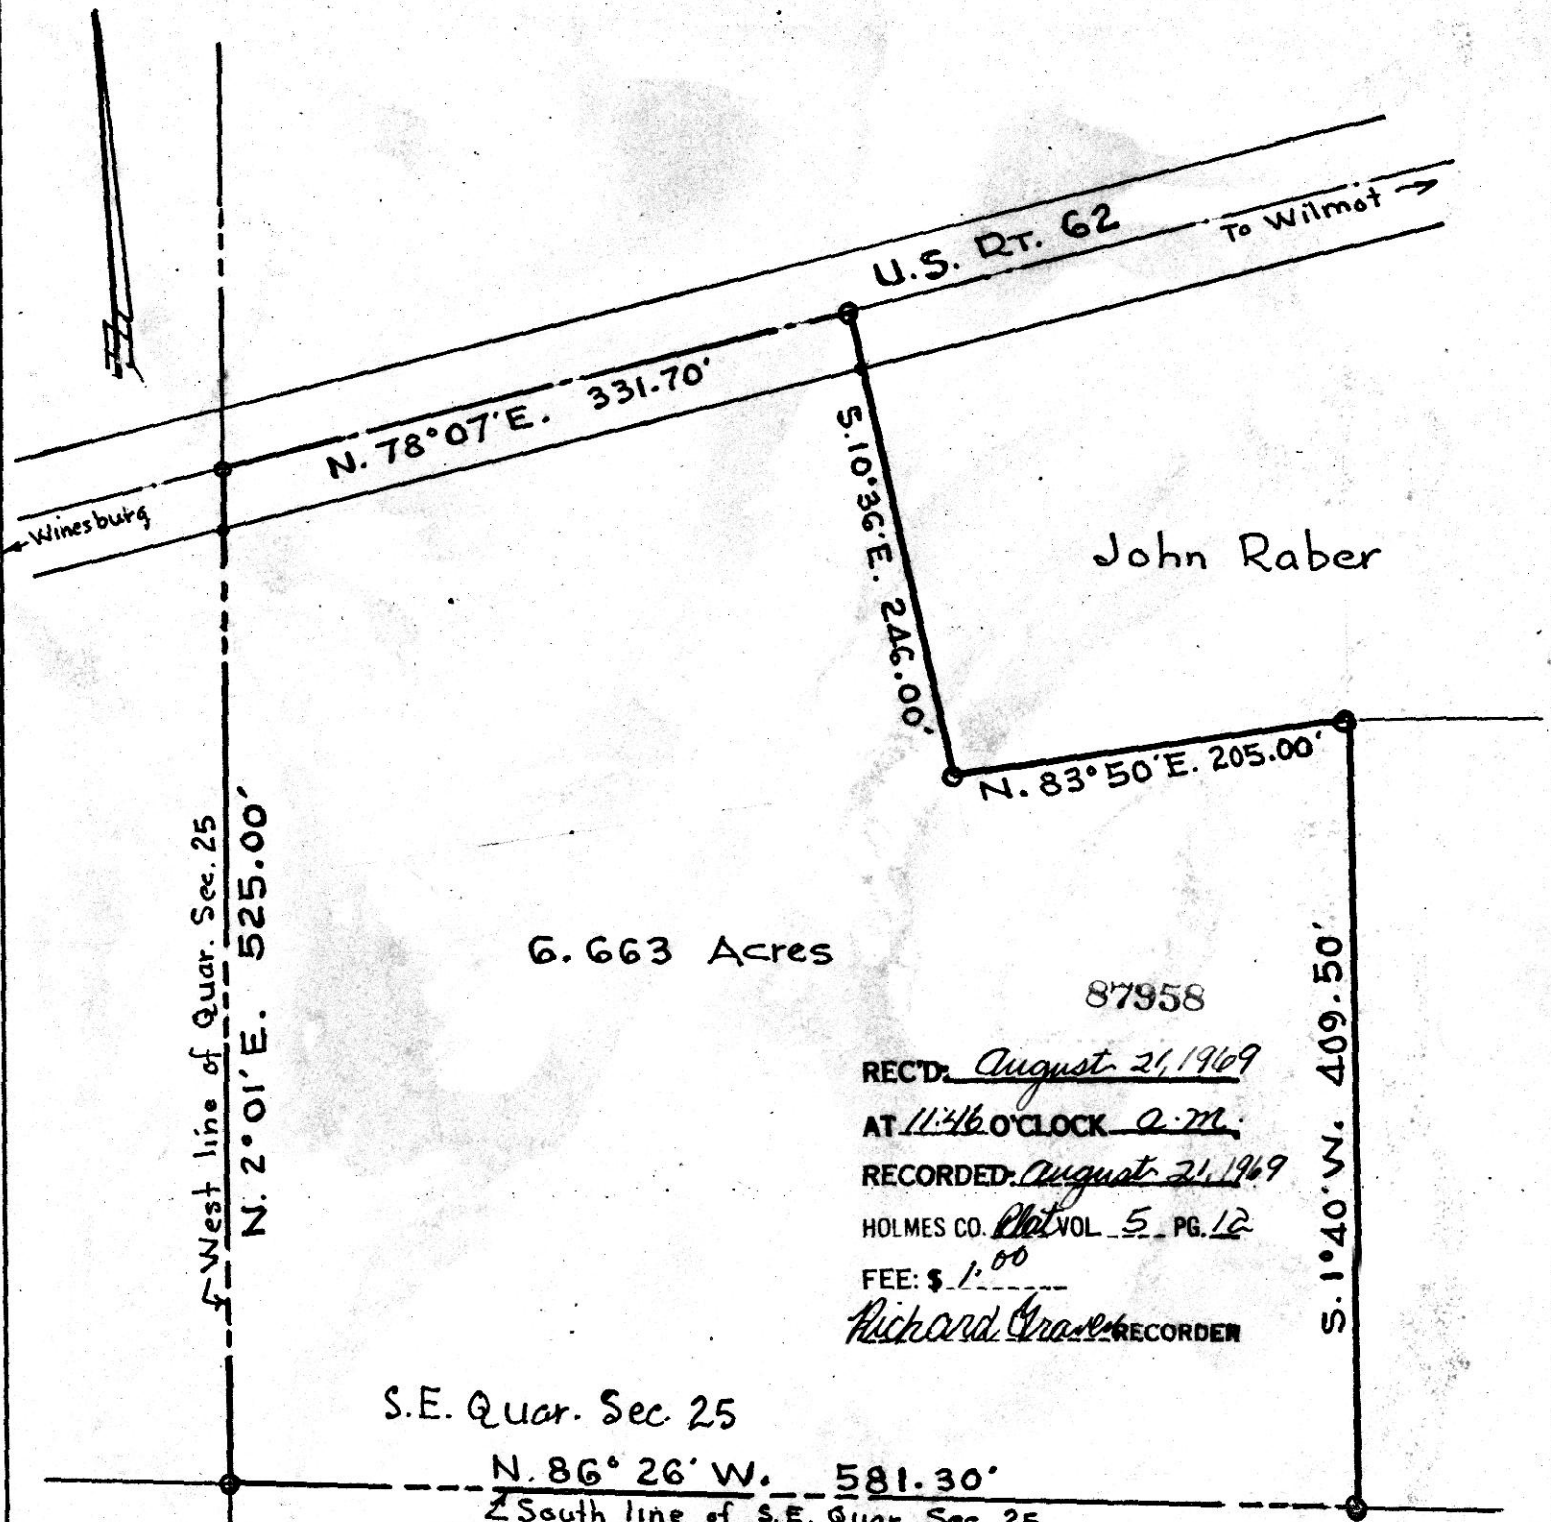 U.S. RT. 62
To Wilmot →
N. 78°07'E. 331.70'
← Winesburg
S. 10°36'E. 246.00'
John Raber
N. 83°50'E. 205.00'
West line of Quar. Sec. 25
N. 2°01'E. 525.00'
6.663 Acres
87958
REC'D: August 21, 1969
AT 11:46 O'CLOCK a.m.
RECORDED: August 21, 1969
HOLMES CO. Plat VOL 5 PG. 12
FEE: $ 1.00
Richard Graven RECORDER
S. 1°40'W. 409.50'
S.E. Quar. Sec. 25
N. 86° 26' W. 581.30'
South line of S.E. Quar. Sec. 25